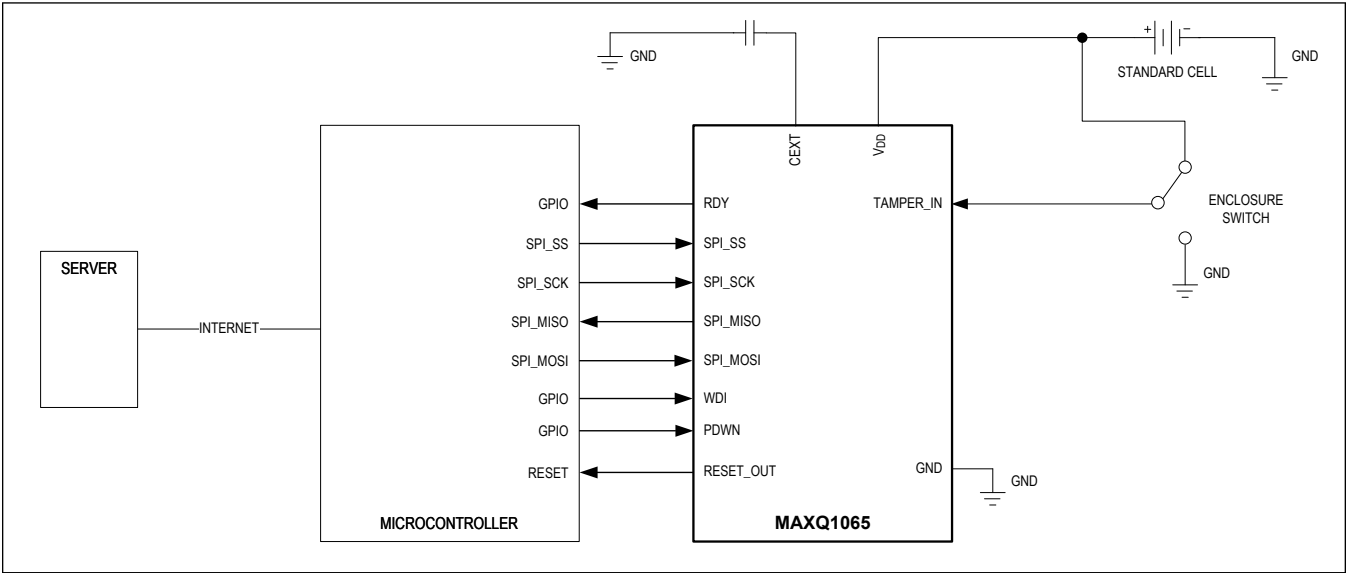 GND
+
−
GND
STANDARD CELL
CEXT
VDD
GPIO
RDY
TAMPER_IN
ENCLOSURE
SWITCH
SPI_SS
SPI_SS
SERVER
GND
SPI_SCK
SPI_SCK
INTERNET
SPI_MISO
SPI_MISO
SPI_MOSI
SPI_MOSI
GPIO
WDI
GPIO
PDWN
RESET
RESET_OUT
GND
GND
MICROCONTROLLER
MAXQ1065